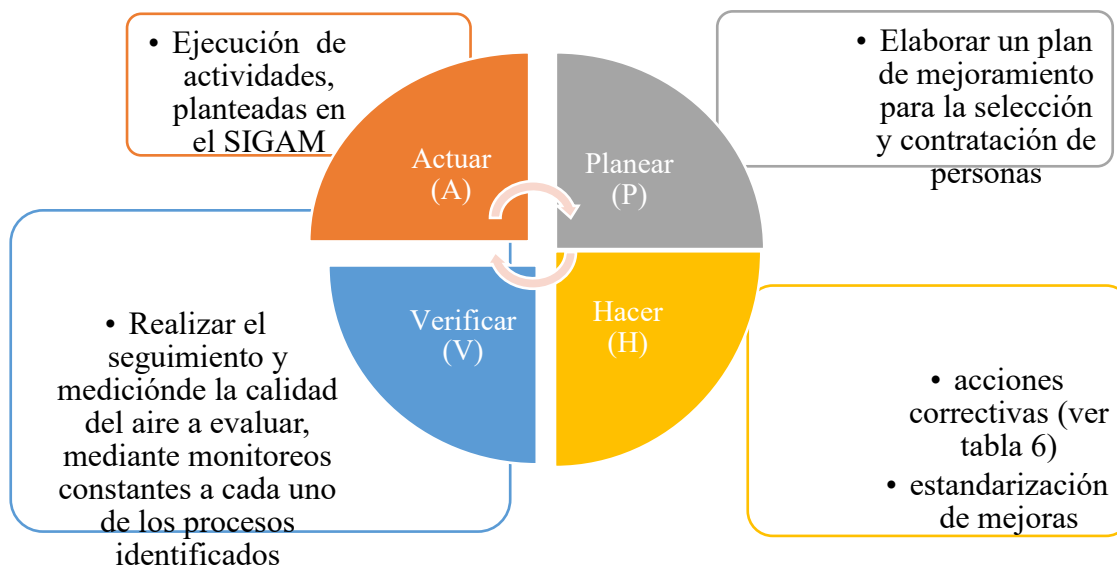 • Ejecución de
actividades,
planteadas en
el SIGAM
Actuar
(A)
Planear
(P)
• Elaborar un plan
de mejoramiento
para la selección
y contratación de
personas
• Realizar el
seguimiento y
mediciónde la calidad
del aire a evaluar,
mediante monitoreos
constantes a cada uno
de los procesos
identificados
Verificar
(V)
Hacer
(H)
• acciones
correctivas (ver
tabla 6)
• estandarización
de mejoras